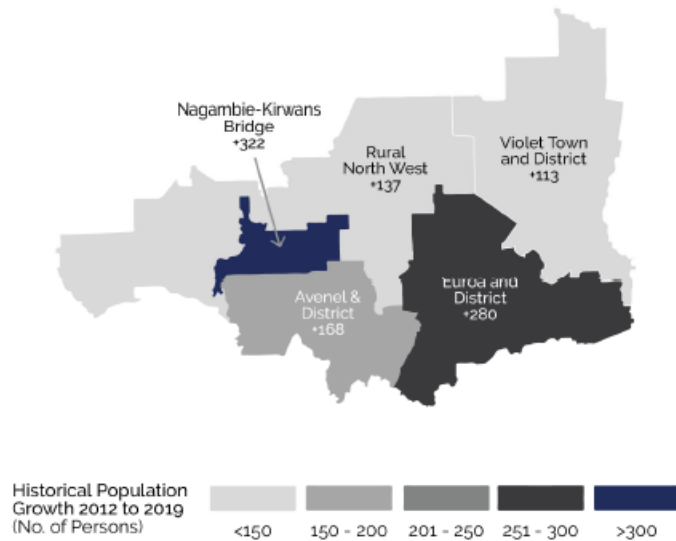 Nagambie-Kirwans
Bridge
+322
Rural
North West
+137
Violet Town
and District
+113
Avenel &
District
+168
Euroa and
District
+280
Historical Population
Growth 2012 to 2019
(No. of Persons)
<150
150 - 200
201 - 250
251 - 300
>300